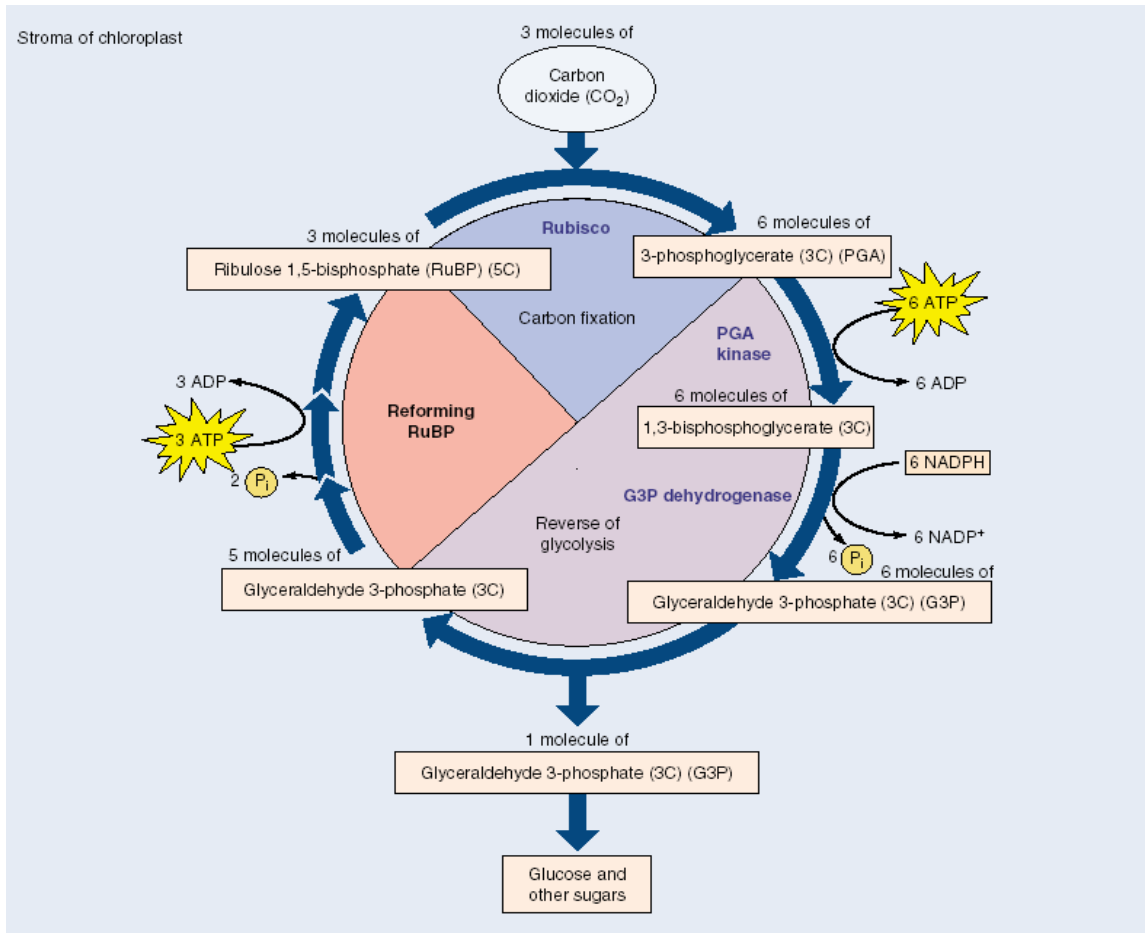 Stroma of chloroplast
3 molecules of
Carbon
dioxide (CO₂)
Rubisco
3 molecules of
Ribulose 1,5-bisphosphate (RuBP) (5C)
6 molecules of
3-phosphoglycerate (3C) (PGA)
Carbon fixation
6 ATP
6 ADP
PGA
kinase
6 molecules of
1,3-bisphosphoglycerate (3C)
3 ADP
3 ATP
2 Pi
Reforming
RuBP
6 NADPH
6 NADP⁺
G3P dehydrogenase
Reverse of
glycolysis
6 Pi
5 molecules of
Glyceraldehyde 3-phosphate (3C)
6 molecules of
Glyceraldehyde 3-phosphate (3C) (G3P)
1 molecule of
Glyceraldehyde 3-phosphate (3C) (G3P)
Glucose and
other sugars